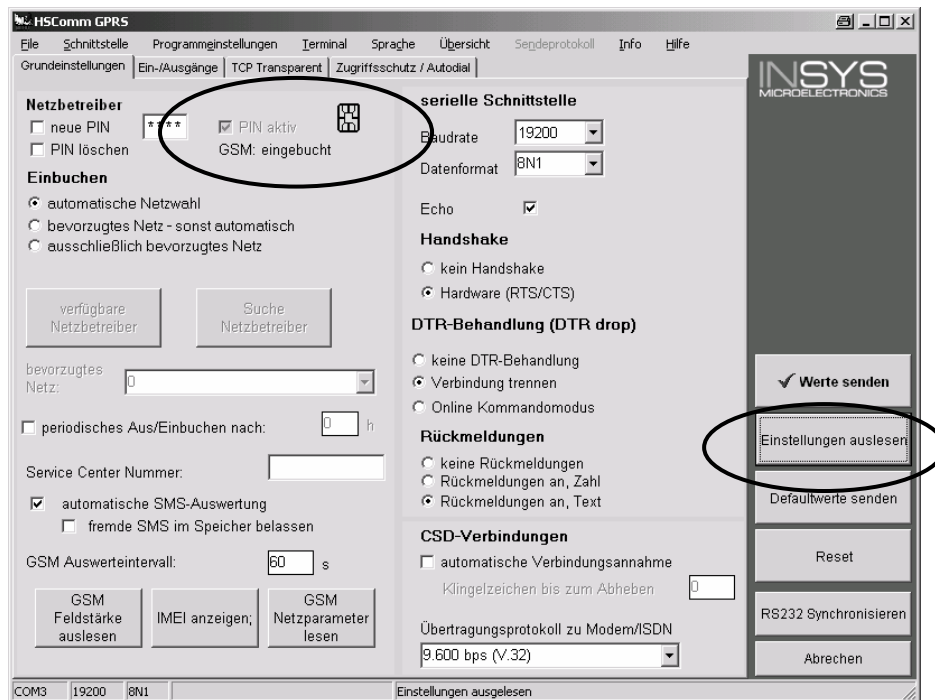 HSComm GPRS
File Schnittstelle Programmeinstellungen Terminal Sprache Übersicht Sendeprotokoll Info Hilfe
Grundeinstellungen Ein-/Ausgänge TCP Transparent Zugriffsschutz / Autodial
INSYS
MICROELECTRONICS
Netzbetreiber
neue PIN **** PIN aktiv
PIN löschen GSM: eingebucht
Einbuchen
automatische Netzwahl
bevorzugtes Netz - sonst automatisch
ausschließlich bevorzugtes Netz
verfügbare Netzbetreiber
Suche Netzbetreiber
bevorzugtes
Netz: 0
periodisches Aus/Einbuchen nach: 0 h
Service Center Nummer:
automatische SMS-Auswertung
fremde SMS im Speicher belassen
GSM Auswerteintervall: 60 s
GSM
Feldstärke
auslesen
IMEI anzeigen;
GSM
Netzparameter
lesen
serielle Schnittstelle
Baudrate 19200
Datenformat 8N1
Echo
Handshake
kein Handshake
Hardware (RTS/CTS)
DTR-Behandlung (DTR drop)
keine DTR-Behandlung
Verbindung trennen
Online Kommandomodus
Rückmeldungen
keine Rückmeldungen
Rückmeldungen an, Zahl
Rückmeldungen an, Text
CSD-Verbindungen
automatische Verbindungsannahme
Klingelzeichen bis zum Abheben 0
Übertragungsprotokoll zu Modem/ISDN
9.600 bps (V.32)
Werte senden
Einstellungen auslesen
Defaultwerte senden
Reset
RS232 Synchronisieren
Abrechen
COM3 19200 8N1 Einstellungen ausgelesen